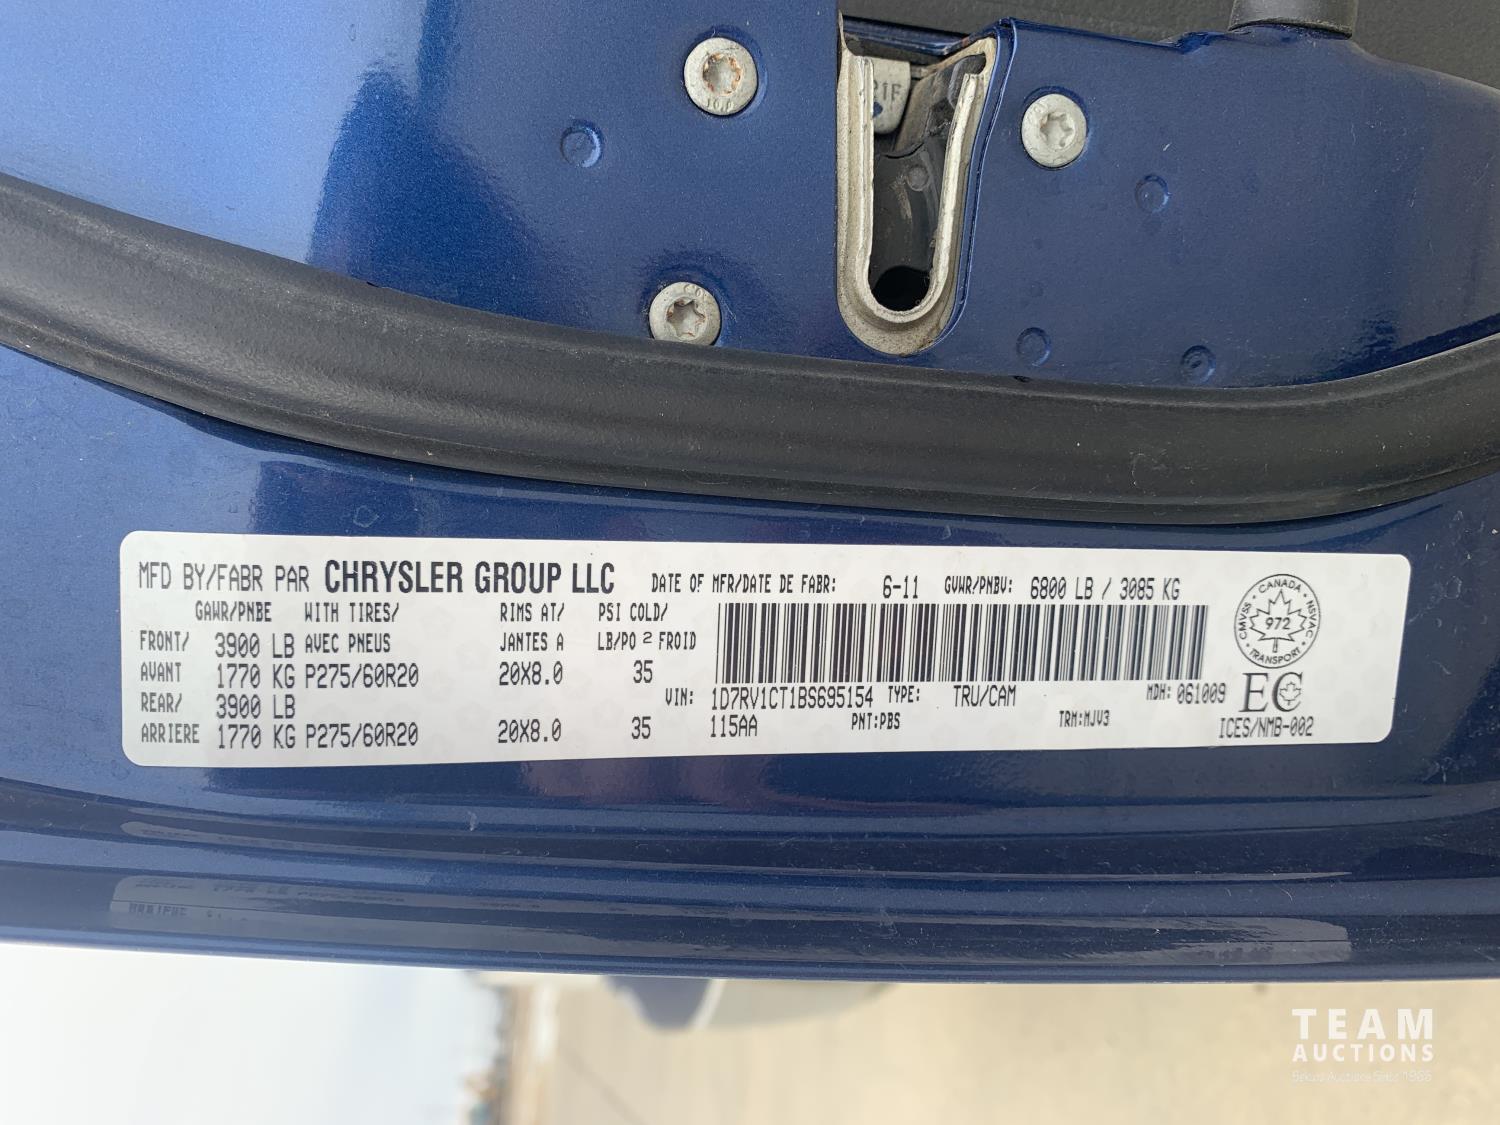 10.9
MFD BY/FABR PAR CHRYSLER GROUP LLC DATE OF MFR/DATE DE FABR: 6-11 GVWR/PNBV: 6800 LB / 3085 KG
GAWR/PNBE WITH TIRES/ RIMS AT/ PSI COLD/
FRONT/ 3900 LB AVEC PNEUS JANTES A LB/PO 2 FROID
AVANT 1770 KG P275/60R20 20X8.0 35
REAR/ 3900 LB VIN: 1D7RV1CT1BS695154 TYPE: TRU/CAM MDH: 061009
ARRIERE 1770 KG P275/60R20 20X8.0 35 115AA PNT:PBS TRM:MJV3
CANADA
CMVSS 972 NSVAC
TRANSPORT
EC
ICES/NMB-002
TEAM
AUCTIONS
Since 1985